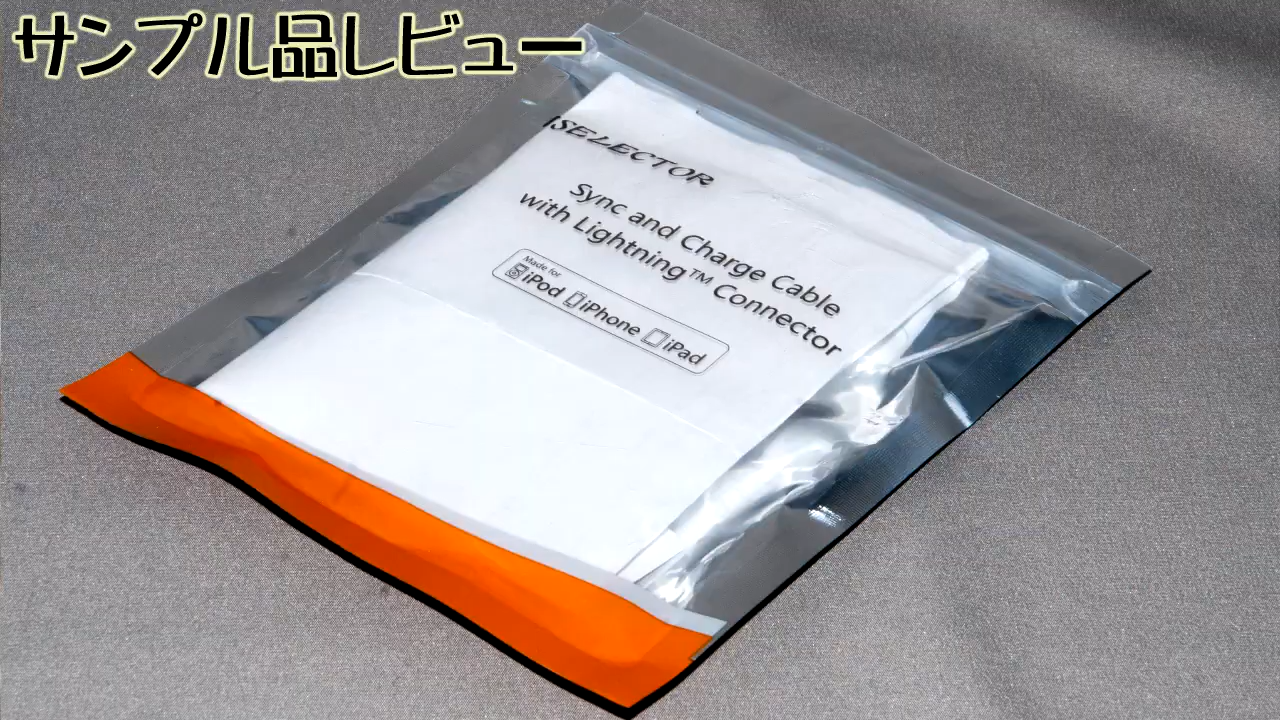 サンプル品レビュー
iSELECTOR
Sync and Charge Cable
with Lightning™ Connector
Made for
iPod iPhone iPad